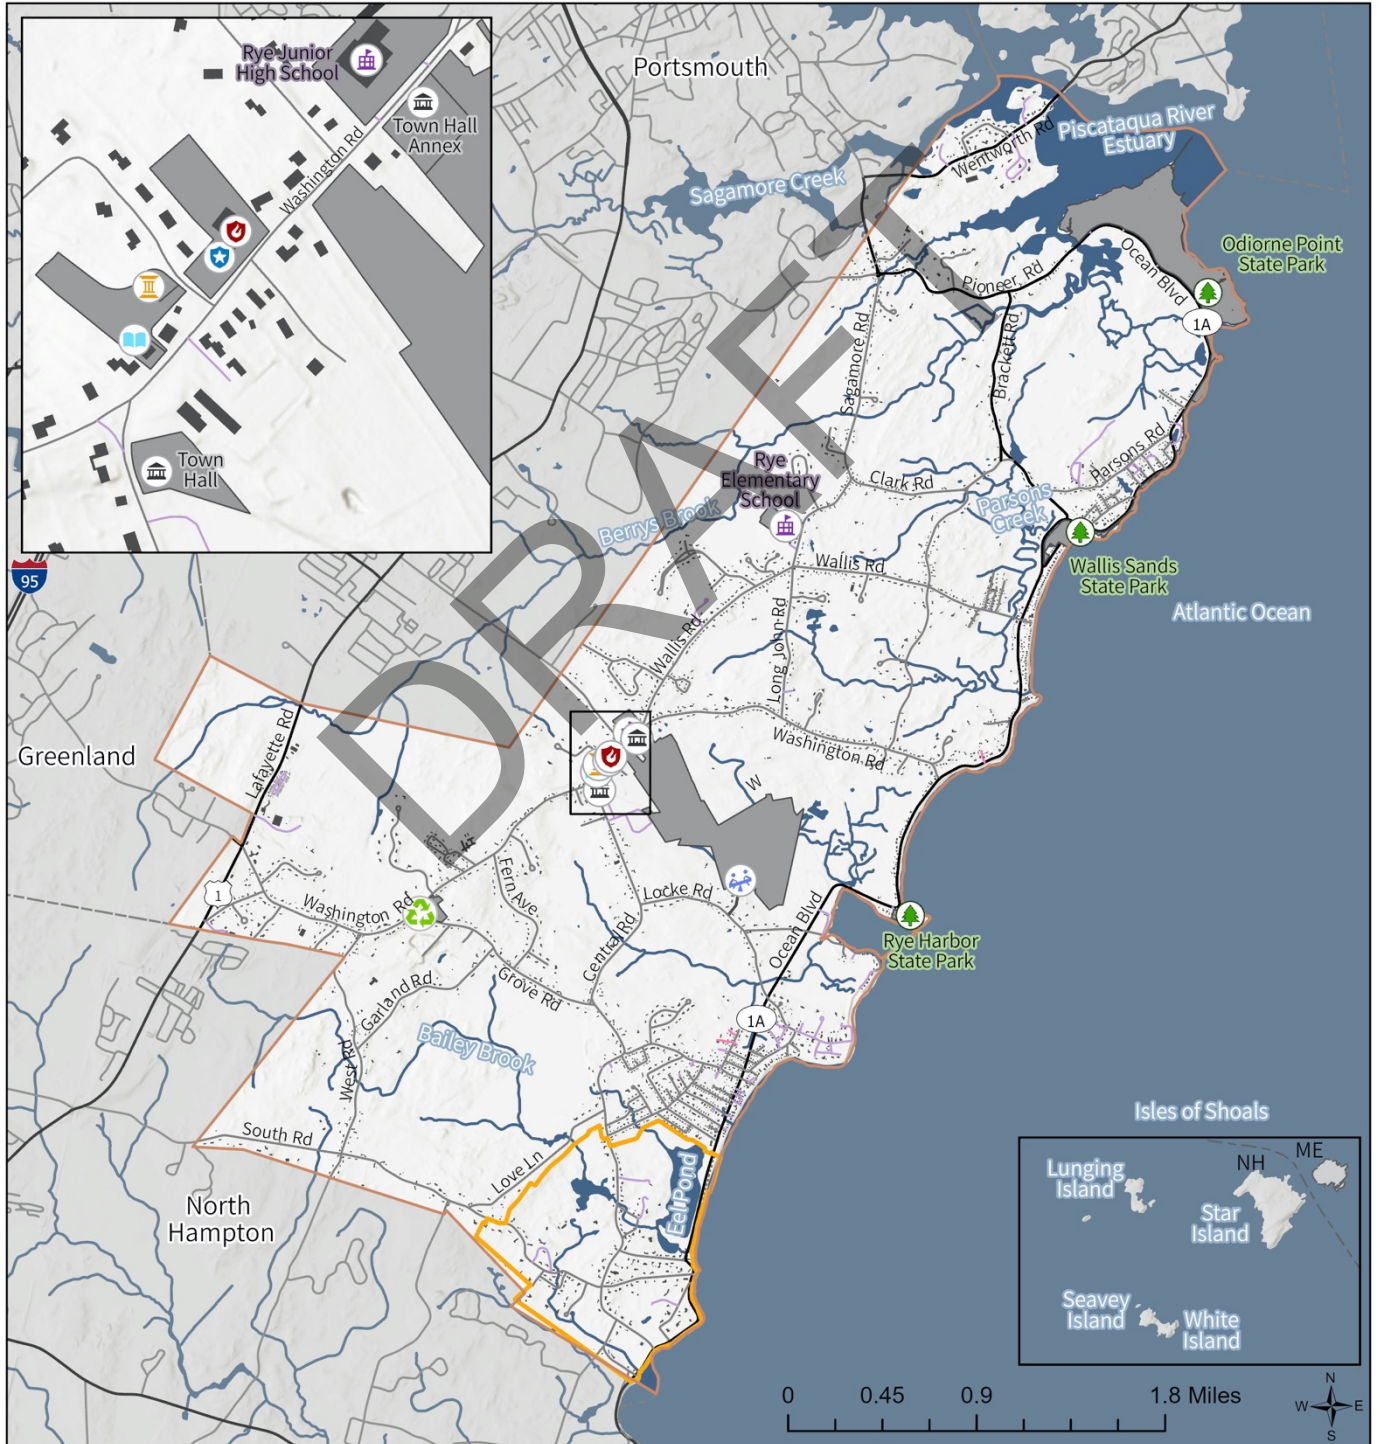 Rye Junior
High School
Town Hall
Annex
Washington Rd
Town
Hall
Portsmouth
Piscataqua River
Estuary
Wentworth Rd
Sagamore Creek
Odiorne Point
State Park
Ocean Blvd
1A
Pioneer Rd
Brackett Rd
Sagamore Rd
Parsons Rd
Rye
Elementary
School
Clark Rd
Parsons
Creek
Berrys Brook
DRAFT
Wallis Rd
Wallis Sands
State Park
95
Atlantic Ocean
Wallis Rd
Long John Rd
Greenland
Lafayette Rd
Washington Rd
W
1
Washington Rd
Fern Ave
Locke Rd
Central Rd
Ocean Blvd
Rye Harbor
State Park
Garland Rd
Grove Rd
1A
Bailey Brook
West Rd
South Rd
Love Ln
Eel Pond
North
Hampton
Isles of Shoals
Lunging
Island
NH
ME
Star
Island
Seavey
Island
White
Island
0 0.45 0.9 1.8 Miles
N
W E
S